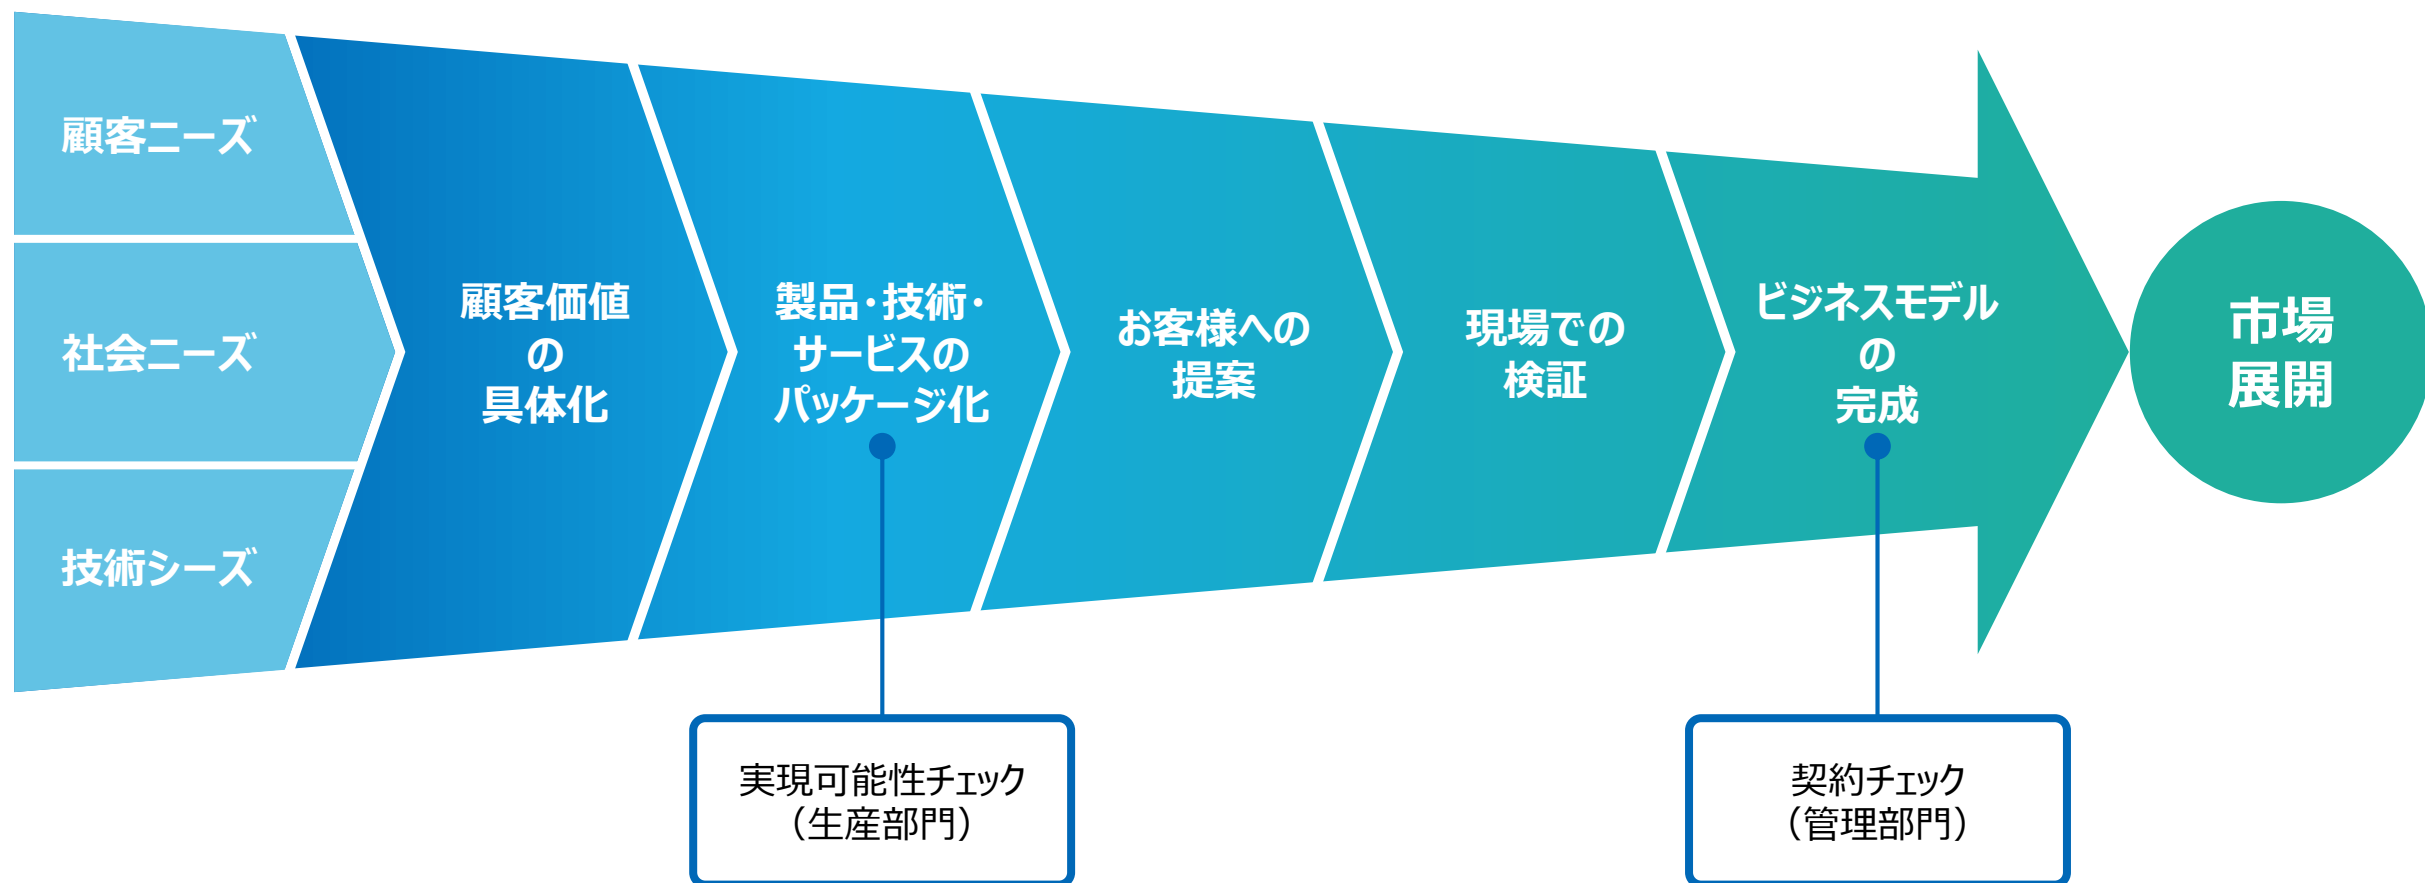 顧客ニーズ
社会ニーズ
技術シーズ
顧客価値
の
具体化
製品・技術・
サービスの
パッケージ化
お客様への
提案
現場での
検証
ビジネスモデル
の
完成
市場
展開
実現可能性チェック
（生産部門）
契約チェック
（管理部門）